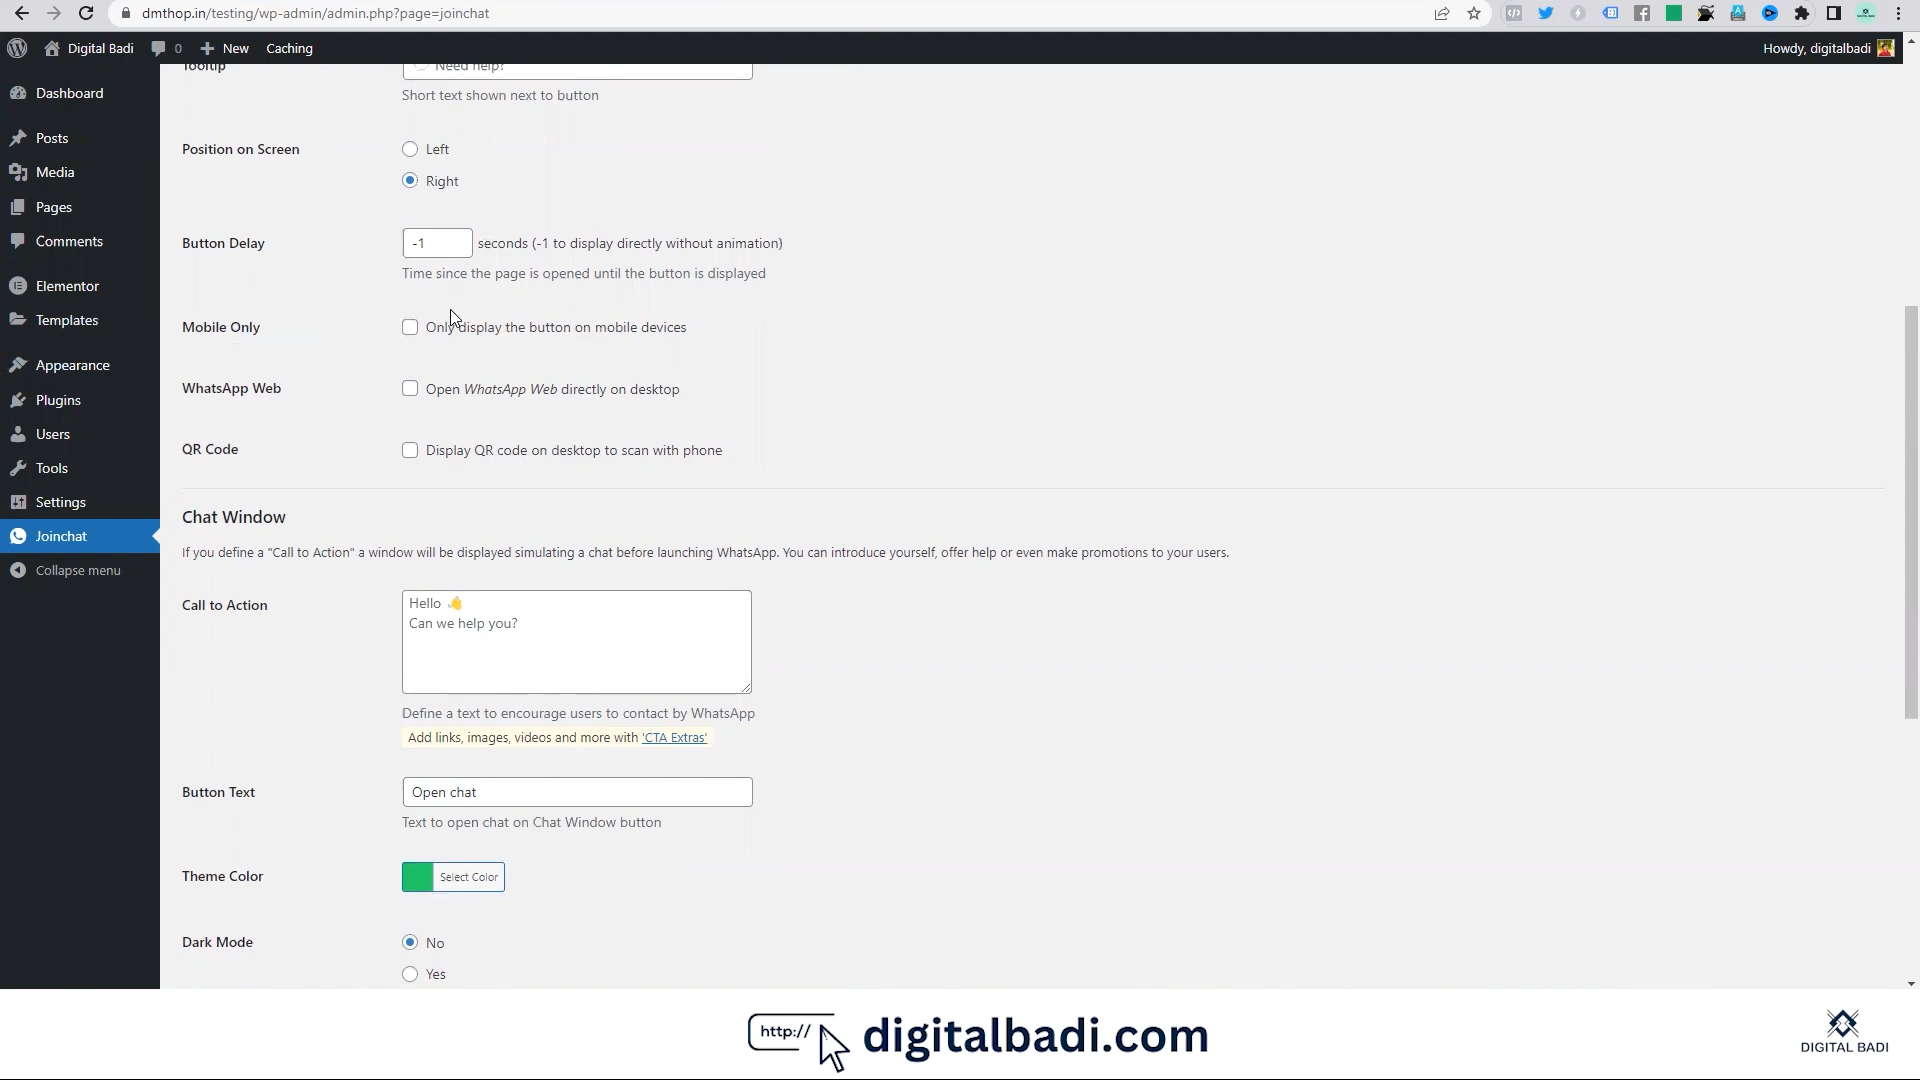 dmthop.in/testing/wp-admin/admin.php?page=joinchat
Digital Badi
0
New
Caching
Howdy, digitalbadi
Dashboard
Posts
Media
Pages
Comments
Elementor
Templates
Appearance
Plugins
Users
Tools
Settings
Joinchat
Collapse menu
Tooltip
Need help?
Short text shown next to button
Position on Screen
Left
Right
Button Delay
-1 seconds (-1 to display directly without animation)
Time since the page is opened until the button is displayed
Mobile Only
Only display the button on mobile devices
WhatsApp Web
Open WhatsApp Web directly on desktop
QR Code
Display QR code on desktop to scan with phone
Chat Window
If you define a "Call to Action" a window will be displayed simulating a chat before launching WhatsApp. You can introduce yourself, offer help or even make promotions to your users.
Call to Action
Hello 👋
Can we help you?
Define a text to encourage users to contact by WhatsApp
Add links, images, videos and more with 'CTA Extras'
Button Text
Open chat
Text to open chat on Chat Window button
Theme Color
Select Color
Dark Mode
No
Yes
http://
digitalbadi.com
DIGITAL BADI